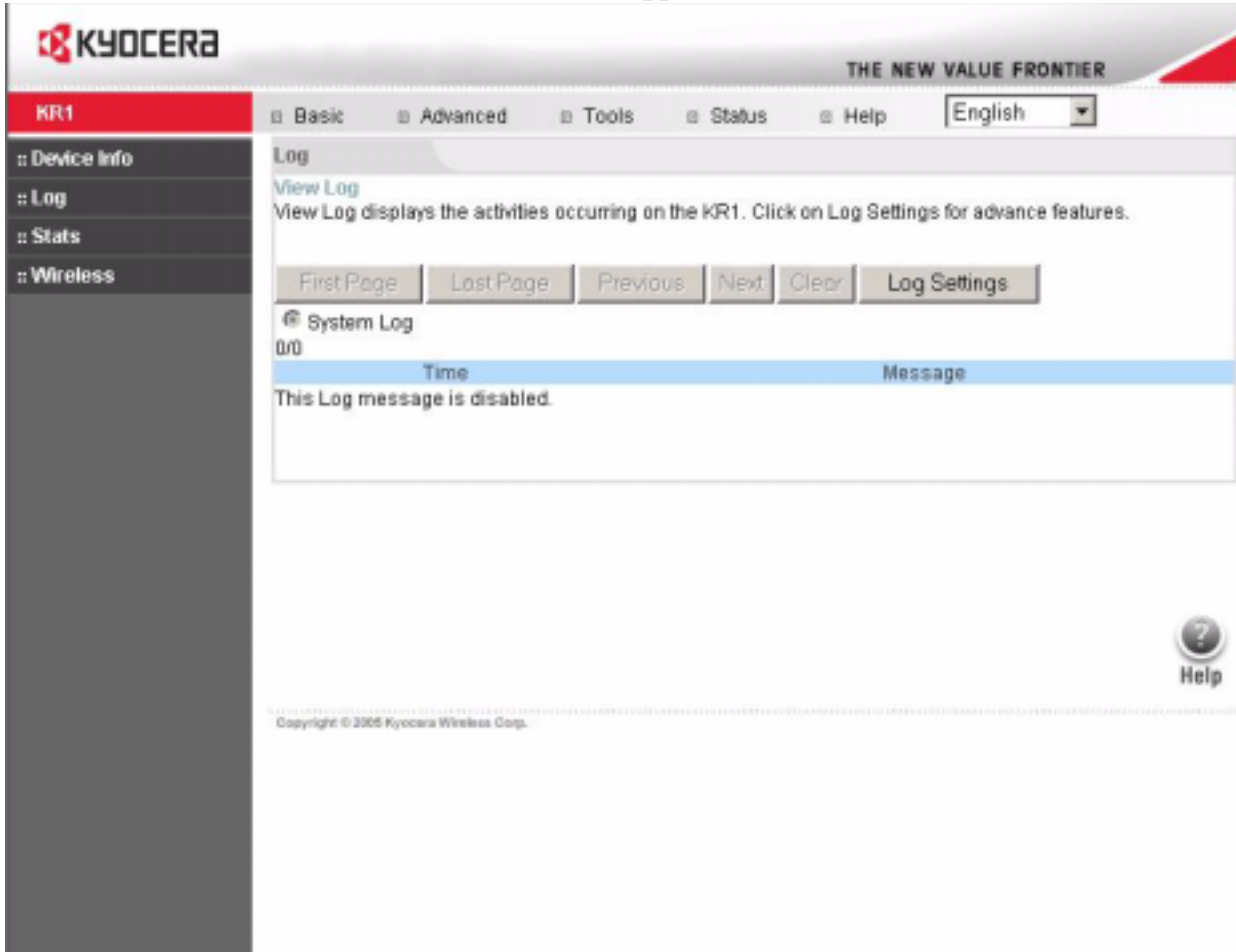 KYOCERA
THE NEW VALUE FRONTIER
KR1
Basic Advanced Tools Status Help English
:: Device Info
:: Log
:: Stats
:: Wireless
Log
View Log
View Log displays the activities occurring on the KR1. Click on Log Settings for advance features.
First Page Last Page Previous Next Clear Log Settings
System Log
0/0
Time Message
This Log message is disabled.
? Help
Copyright © 2005 Kyocera Wireless Corp.